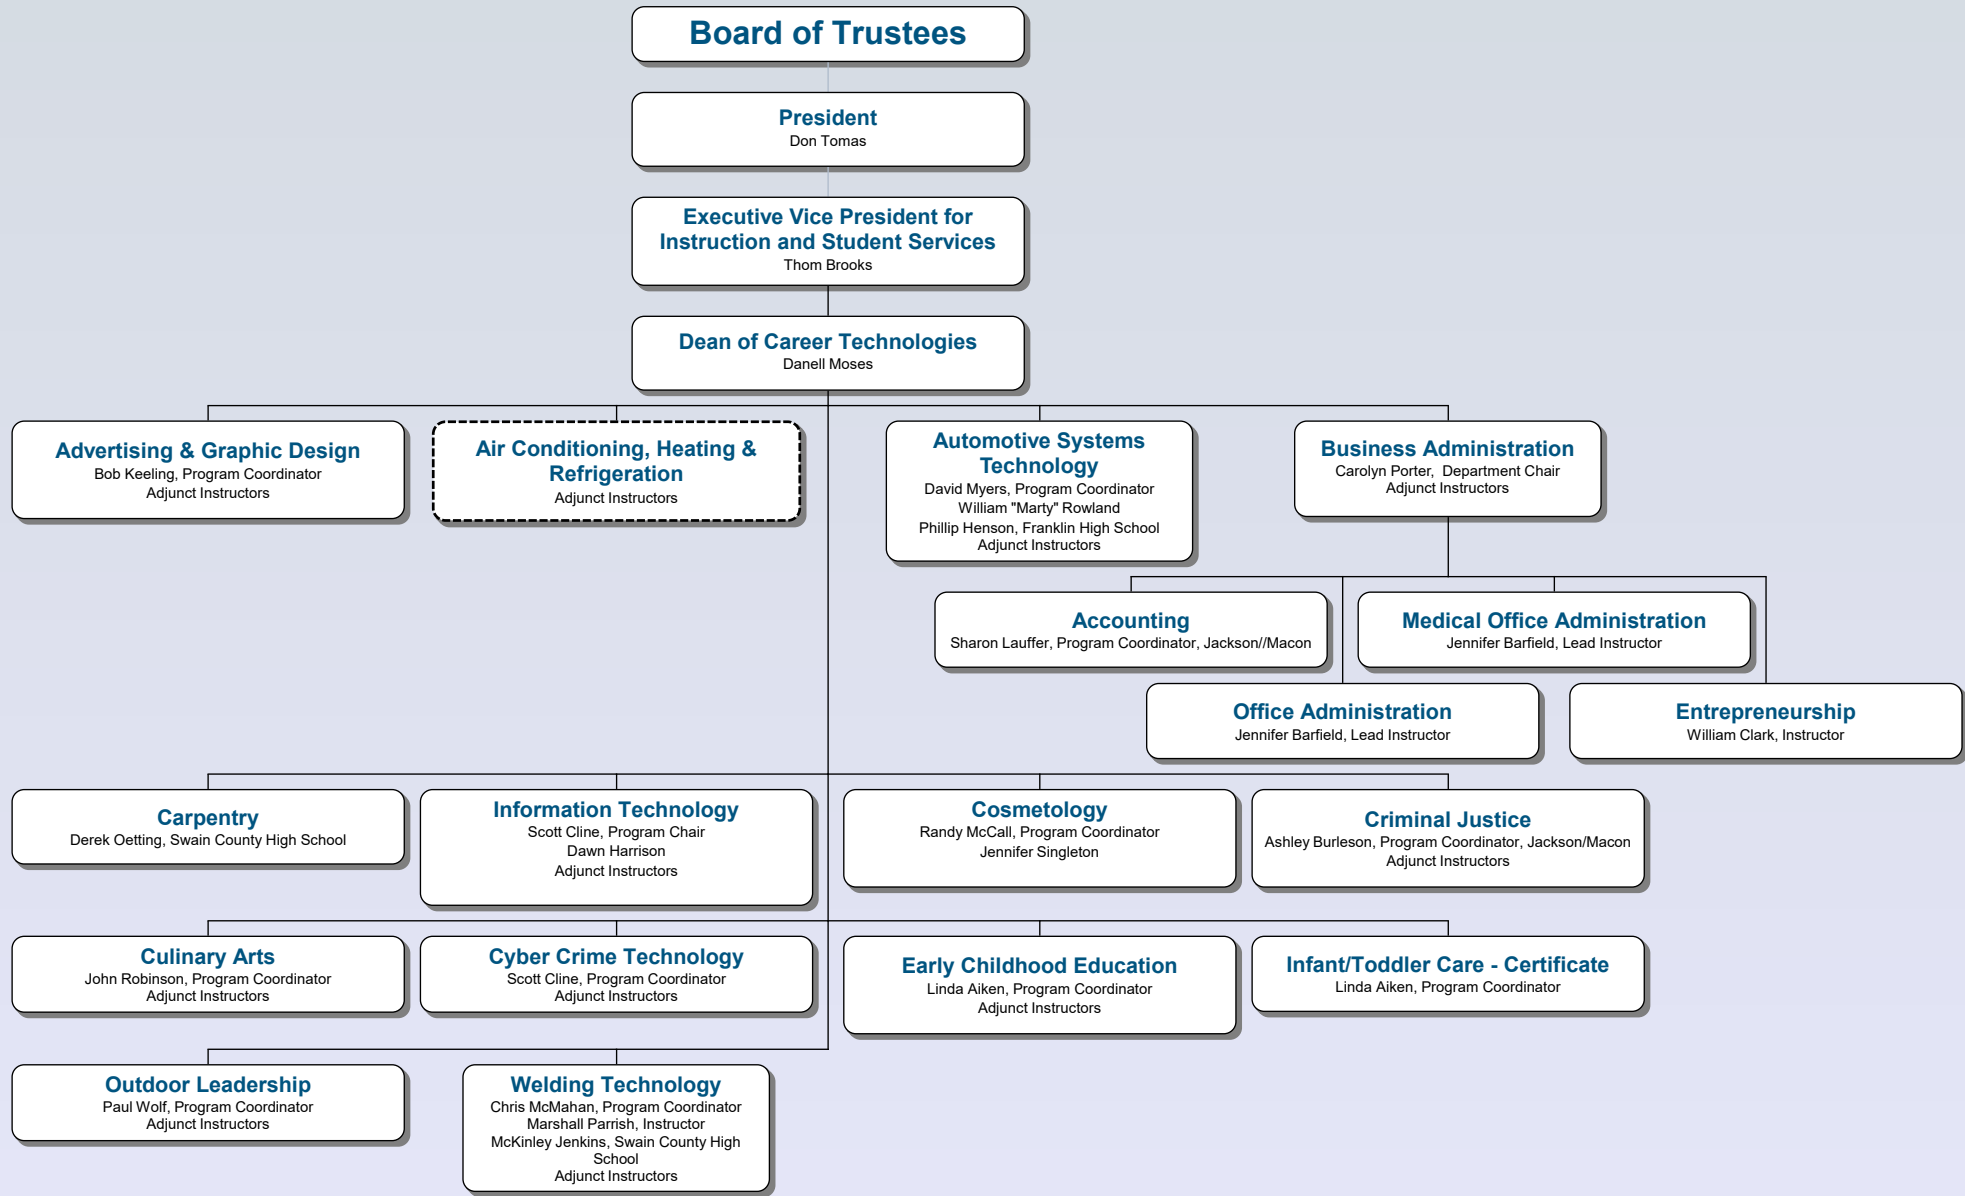 Board of Trustees
President
Don Tomas
Executive Vice President for
Instruction and Student Services
Thom Brooks
Dean of Career Technologies
Danell Moses
Advertising & Graphic Design
Bob Keeling, Program Coordinator
Adjunct Instructors
Air Conditioning, Heating &
Refrigeration
Adjunct Instructors
Automotive Systems
Technology
David Myers, Program Coordinator
William "Marty" Rowland
Phillip Henson, Franklin High School
Adjunct Instructors
Business Administration
Carolyn Porter,  Department Chair
Adjunct Instructors
Accounting
Sharon Lauffer, Program Coordinator, Jackson//Macon
Medical Office Administration
Jennifer Barfield, Lead Instructor
Office Administration
Jennifer Barfield, Lead Instructor
Entrepreneurship
William Clark, Instructor
Carpentry
Derek Oetting, Swain County High School
Information Technology
Scott Cline, Program Chair
Dawn Harrison
Adjunct Instructors
Cosmetology
Randy McCall, Program Coordinator
Jennifer Singleton
Criminal Justice
Ashley Burleson, Program Coordinator, Jackson/Macon
Adjunct Instructors
Culinary Arts
John Robinson, Program Coordinator
Adjunct Instructors
Cyber Crime Technology
Scott Cline, Program Coordinator
Adjunct Instructors
Early Childhood Education
Linda Aiken, Program Coordinator
Adjunct Instructors
Infant/Toddler Care - Certificate
Linda Aiken, Program Coordinator
Outdoor Leadership
Paul Wolf, Program Coordinator
Adjunct Instructors
Welding Technology
Chris McMahan, Program Coordinator
Marshall Parrish, Instructor
McKinley Jenkins, Swain County High
School
Adjunct Instructors